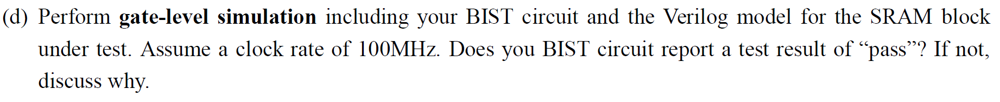 (d) Perform gate-level simulation including your BIST circuit and the Verilog model for the SRAM block
under test. Assume a clock rate of 100MHz. Does you BIST circuit report a test result of “pass”? If not,
discuss why.